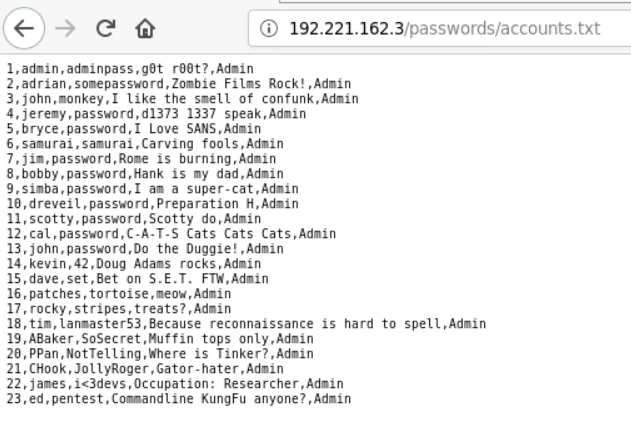 192.221.162.3/passwords/accounts.txt
1,admin,adminpass,g0t r00t?,Admin
2,adrian,somepassword,Zombie Films Rock!,Admin
3,john,monkey,I like the smell of confunk,Admin
4,jeremy,password,d1373 1337 speak,Admin
5,bryce,password,I Love SANS,Admin
6,samurai,samurai,Carving fools,Admin
7,jim,password,Rome is burning,Admin
8,bobby,password,Hank is my dad,Admin
9,simba,password,I am a super-cat,Admin
10,dreveil,password,Preparation H,Admin
11,scotty,password,Scotty do,Admin
12,cal,password,C-A-T-S Cats Cats Cats,Admin
13,john,password,Do the Duggie!,Admin
14,kevin,42,Doug Adams rocks,Admin
15,dave,set,Bet on S.E.T. FTW,Admin
16,patches,tortoise,meow,Admin
17,rocky,stripes,treats?,Admin
18,tim,lanmaster53,Because reconnaissance is hard to spell,Admin
19,ABaker,SoSecret,Muffin tops only,Admin
20,PPan,NotTelling,Where is Tinker?,Admin
21,CHook,JollyRoger,Gator-hater,Admin
22,james,i<3devs,Occupation: Researcher,Admin
23,ed,pentest,Commandline KungFu anyone?,Admin